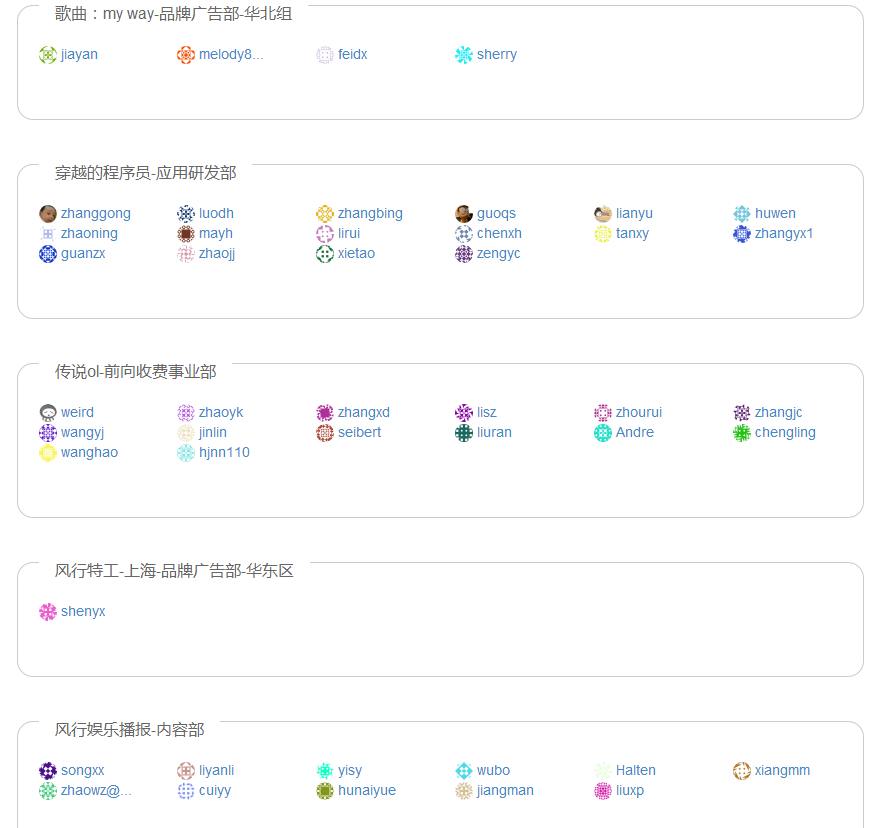 歌曲：my way-品牌广告部-华北组
jiayan melody8... feidx sherry
穿越的程序员-应用研发部
zhanggong luodh zhangbing guoqs lianyu huwen
zhaoning mayh lirui chenxh tanxy zhangyx1
guanzx zhaojj xietao zengyc
传说ol-前向收费事业部
weird zhaoyk zhangxd lisz zhourui zhangjc
wangyj jinlin seibert liuran Andre chengling
wanghao hjnn110
风行特工-上海-品牌广告部-华东区
shenyx
风行娱乐播报-内容部
songxx liyanli yisy wubo Halten xiangmm
zhaowz@... cuiyy hunaiyue jiangman liuxp